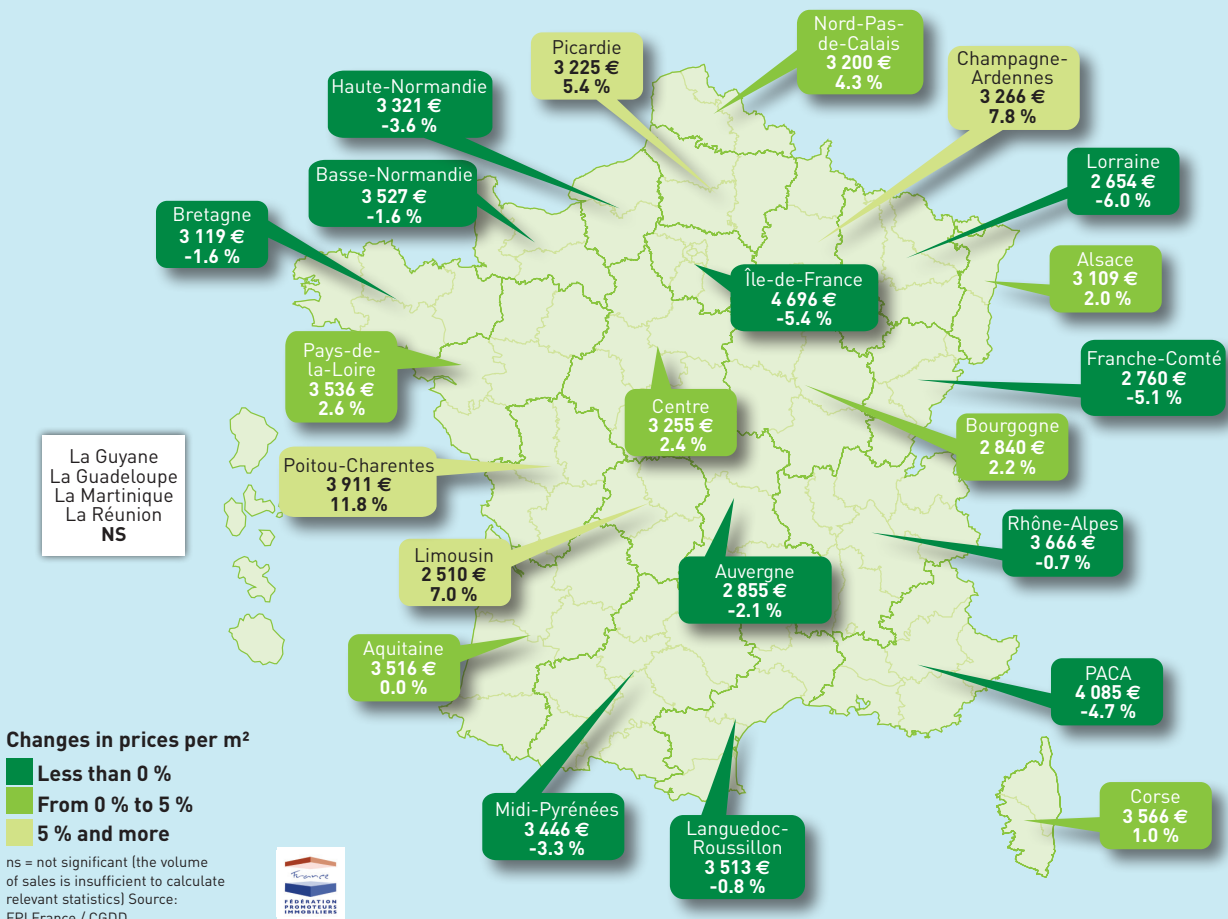 Nord-Pas-
de-Calais
3 200 €
4.3 %
Picardie
3 225 €
5.4 %
Champagne-
Ardennes
3 266 €
7.8 %
Haute-Normandie
3 321 €
-3.6 %
Lorraine
2 654 €
-6.0 %
Basse-Normandie
3 527 €
-1.6 %
Bretagne
3 119 €
-1.6 %
Alsace
3 109 €
2.0 %
Île-de-France
4 696 €
-5.4 %
Pays-de-
la-Loire
3 536 €
2.6 %
Franche-Comté
2 760 €
-5.1 %
Centre
3 255 €
2.4 %
Bourgogne
2 840 €
2.2 %
La Guyane
La Guadeloupe
La Martinique
La Réunion
NS
Poitou-Charentes
3 911 €
11.8 %
Rhône-Alpes
3 666 €
-0.7 %
Limousin
2 510 €
7.0 %
Auvergne
2 855 €
-2.1 %
Aquitaine
3 516 €
0.0 %
PACA
4 085 €
-4.7 %
Midi-Pyrénées
3 446 €
-3.3 %
Languedoc-
Roussillon
3 513 €
-0.8 %
Corse
3 566 €
1.0 %
Changes in prices per m²
Less than 0 %
From 0 % to 5 %
5 % and more
ns = not significant (the volume
of sales is insufficient to calculate
relevant statistics) Source:
FPI France / CGDD
France
FÉDÉRATION
PROMOTEURS
IMMOBILIERS